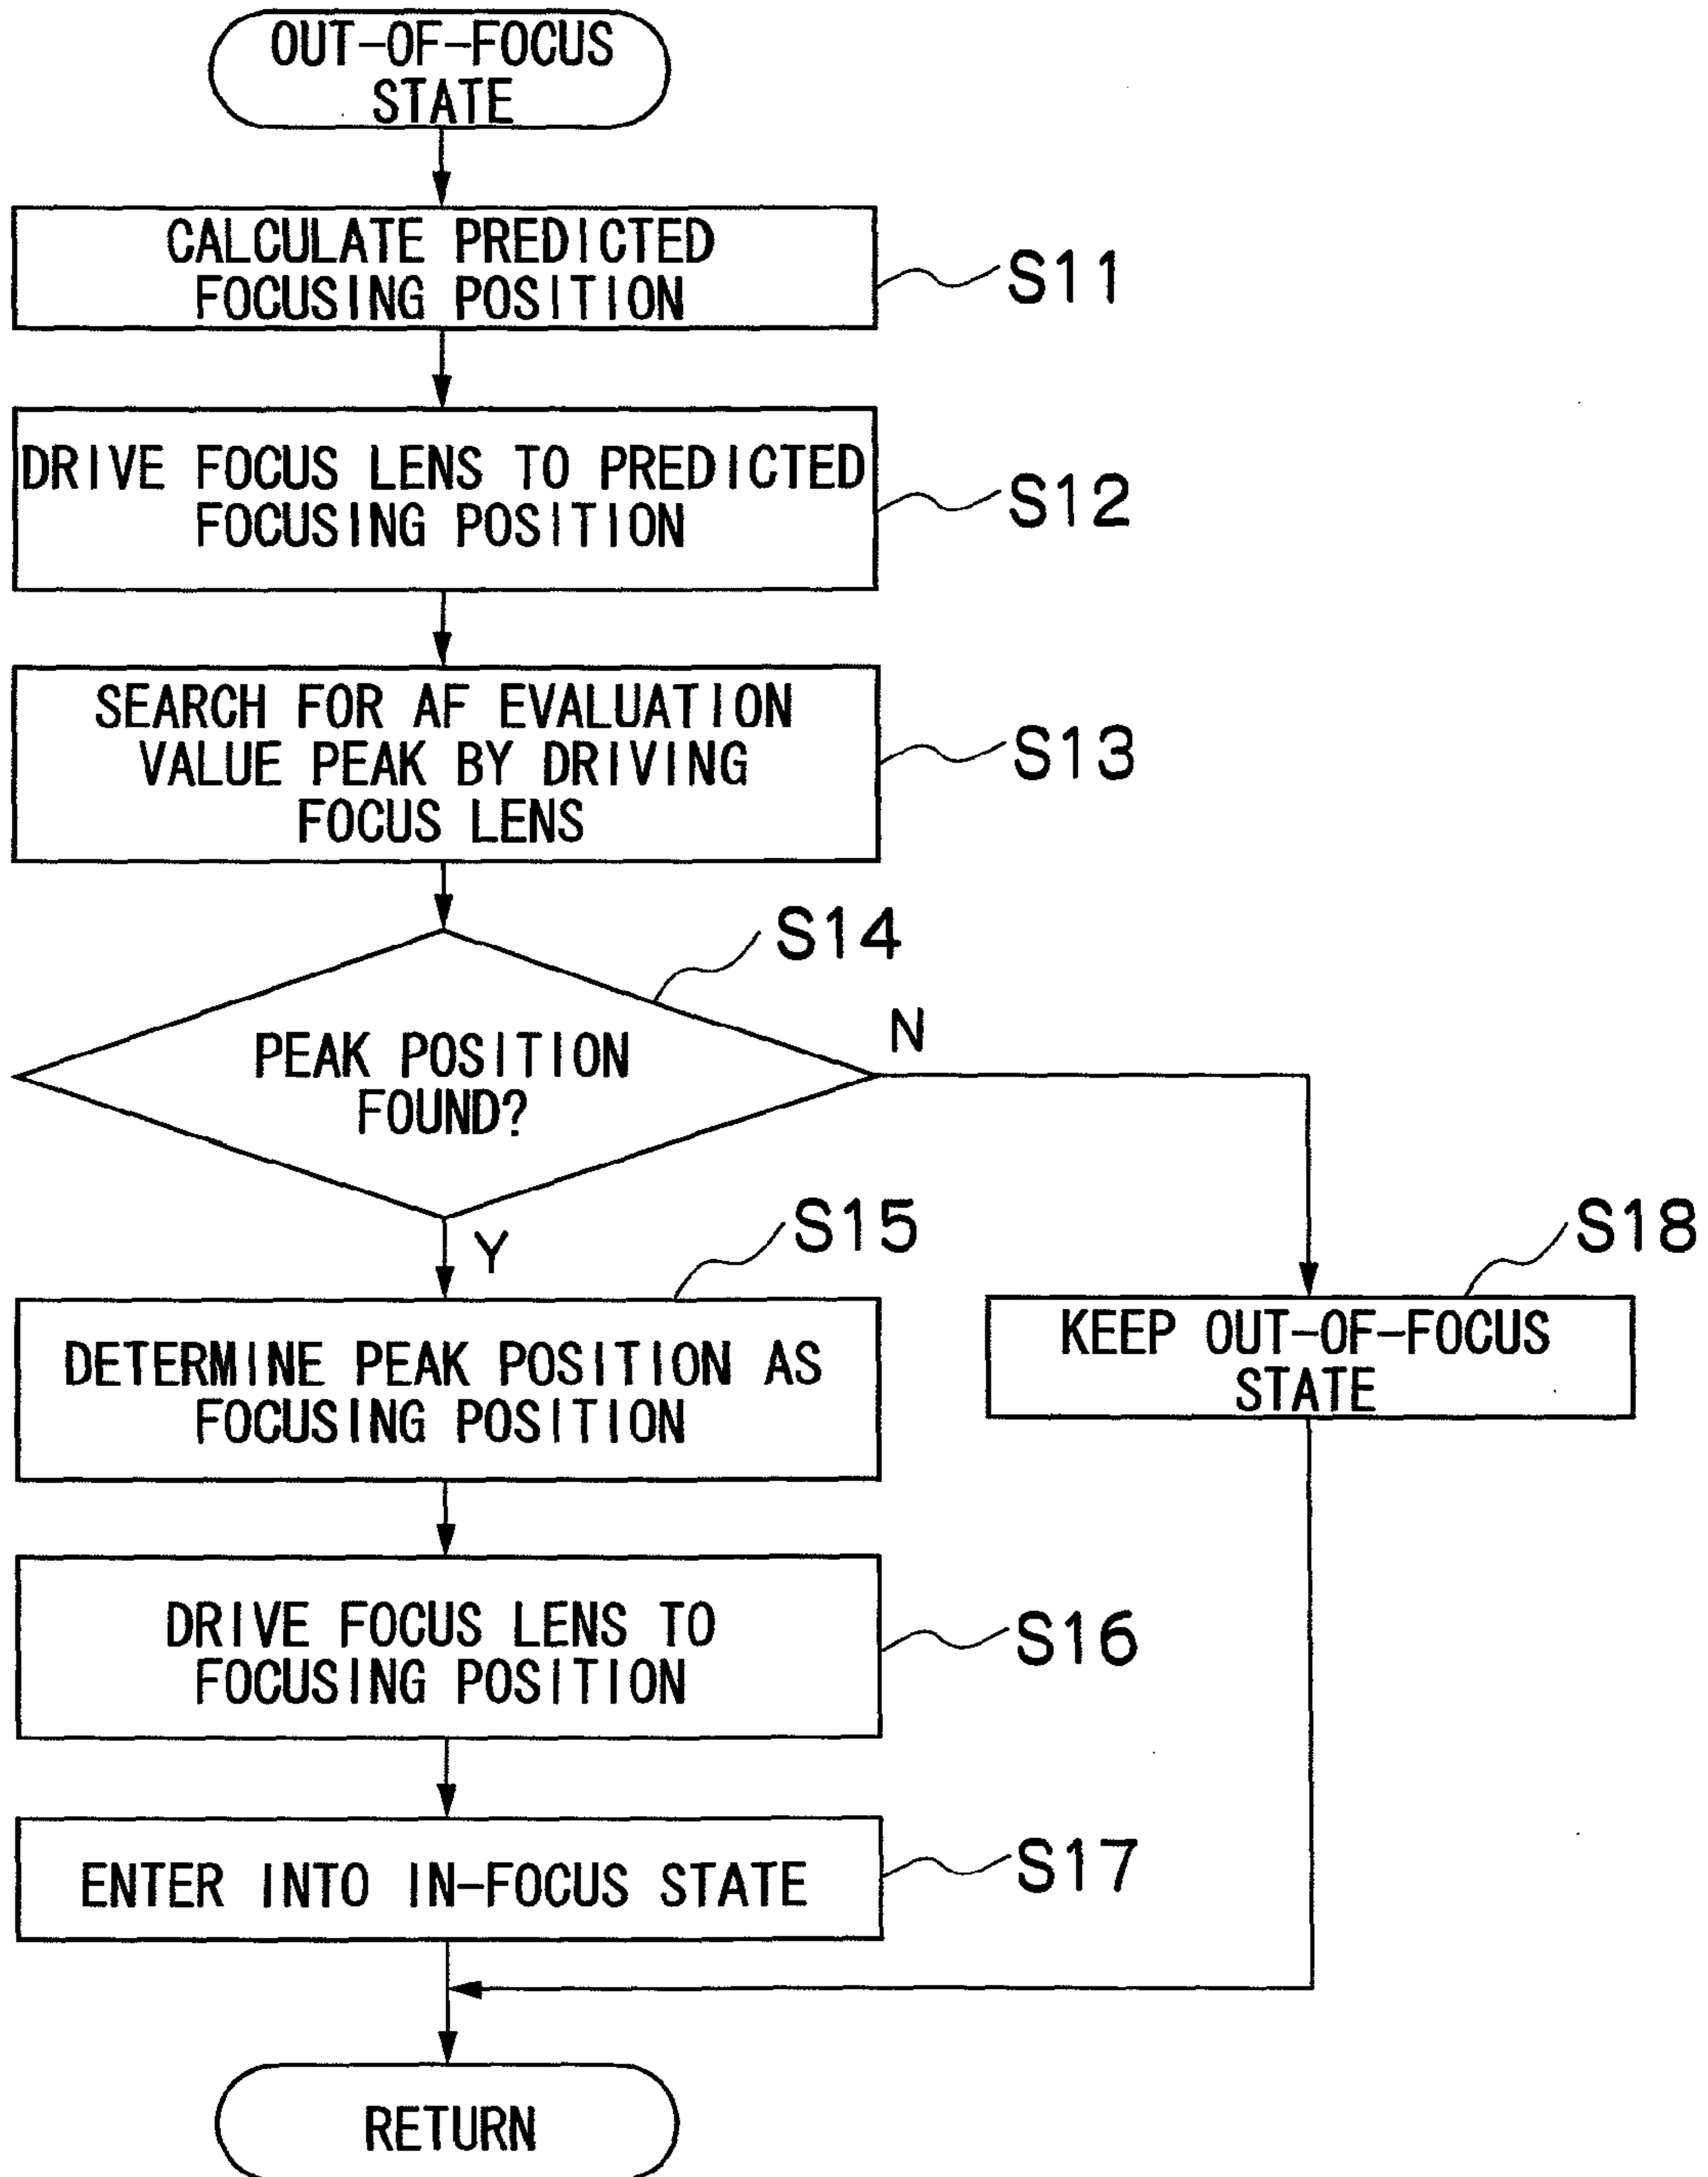 OUT-OF-FOCUS
STATE
CALCULATE PREDICTED
FOCUSING POSITION
S11
DRIVE FOCUS LENS TO PREDICTED
FOCUSING POSITION
S12
SEARCH FOR AF EVALUATION
VALUE PEAK BY DRIVING
FOCUS LENS
S13
S14
PEAK POSITION
FOUND?
N
Y
S15
DETERMINE PEAK POSITION AS
FOCUSING POSITION
S18
KEEP OUT-OF-FOCUS
STATE
DRIVE FOCUS LENS TO
FOCUSING POSITION
S16
ENTER INTO IN-FOCUS STATE
S17
RETURN